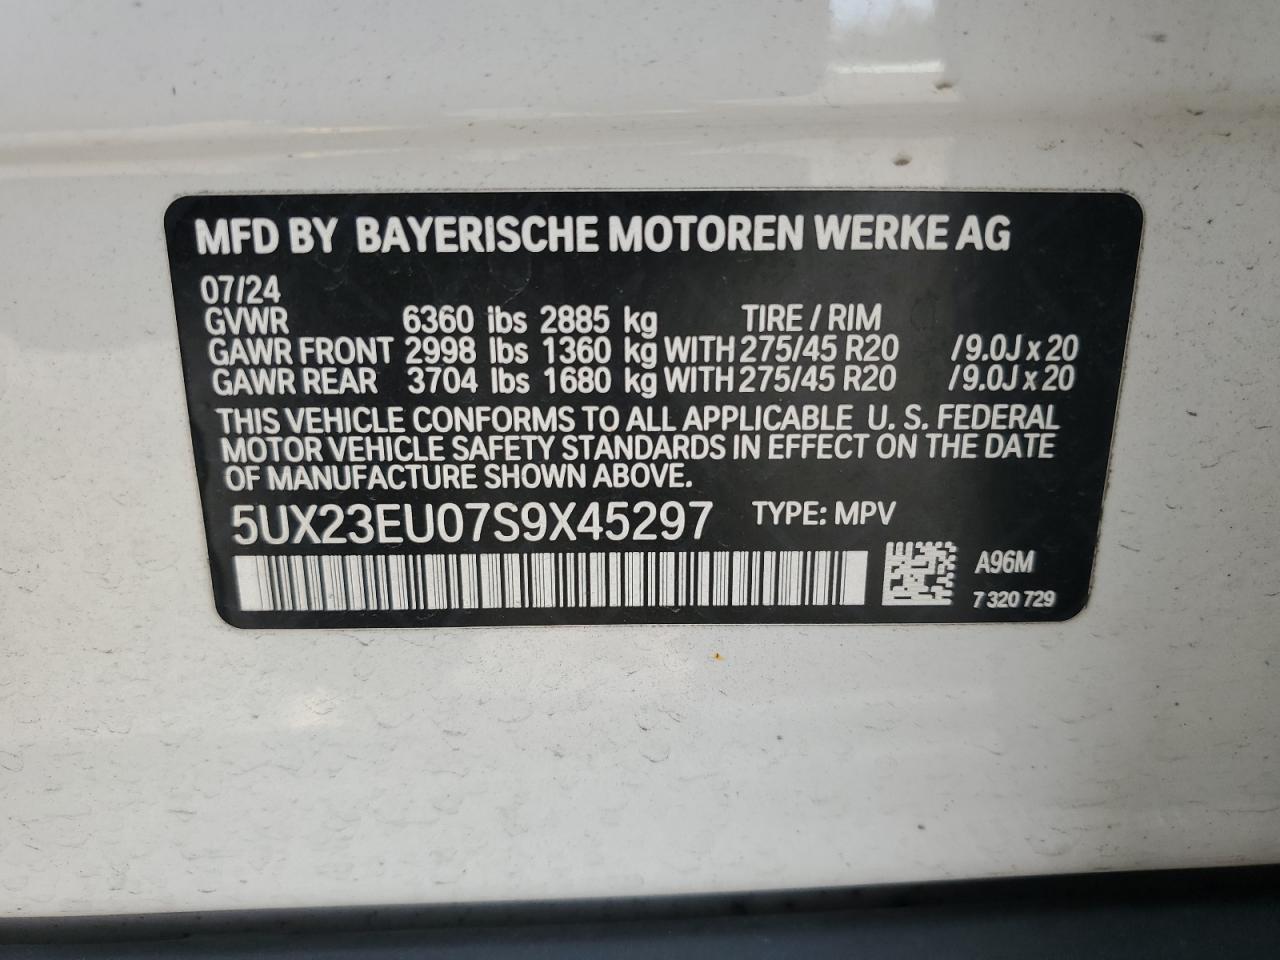 MFD BY BAYERISCHE MOTOREN WERKE AG
07/24
GVWR 6360 lbs 2885 kg TIRE / RIM
GAWR FRONT 2998 lbs 1360 kg WITH 275/45 R20 /9.0J x 20
GAWR REAR 3704 lbs 1680 kg WITH 275/45 R20 /9.0J x 20
THIS VEHICLE CONFORMS TO ALL APPLICABLE U. S. FEDERAL
MOTOR VEHICLE SAFETY STANDARDS IN EFFECT ON THE DATE
OF MANUFACTURE SHOWN ABOVE.
5UX23EU07S9X45297 TYPE: MPV
A96M
7 320 729